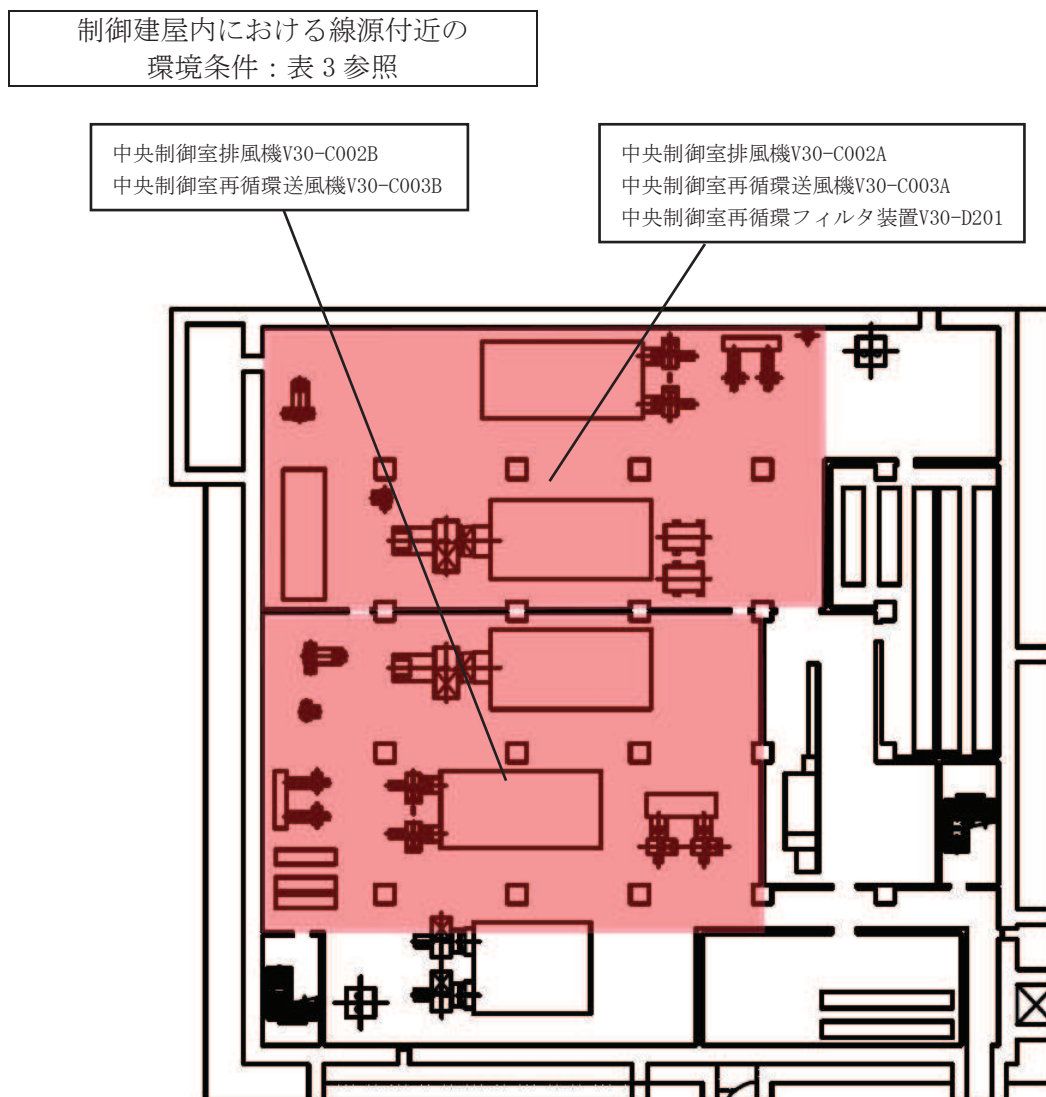 制御建屋内における線源付近の
環境条件：表 3 参照
中央制御室排風機V30-C002B
中央制御室再循環送風機V30-C003B
中央制御室排風機V30-C002A
中央制御室再循環送風機V30-C003A
中央制御室再循環フィルタ装置V30-D201